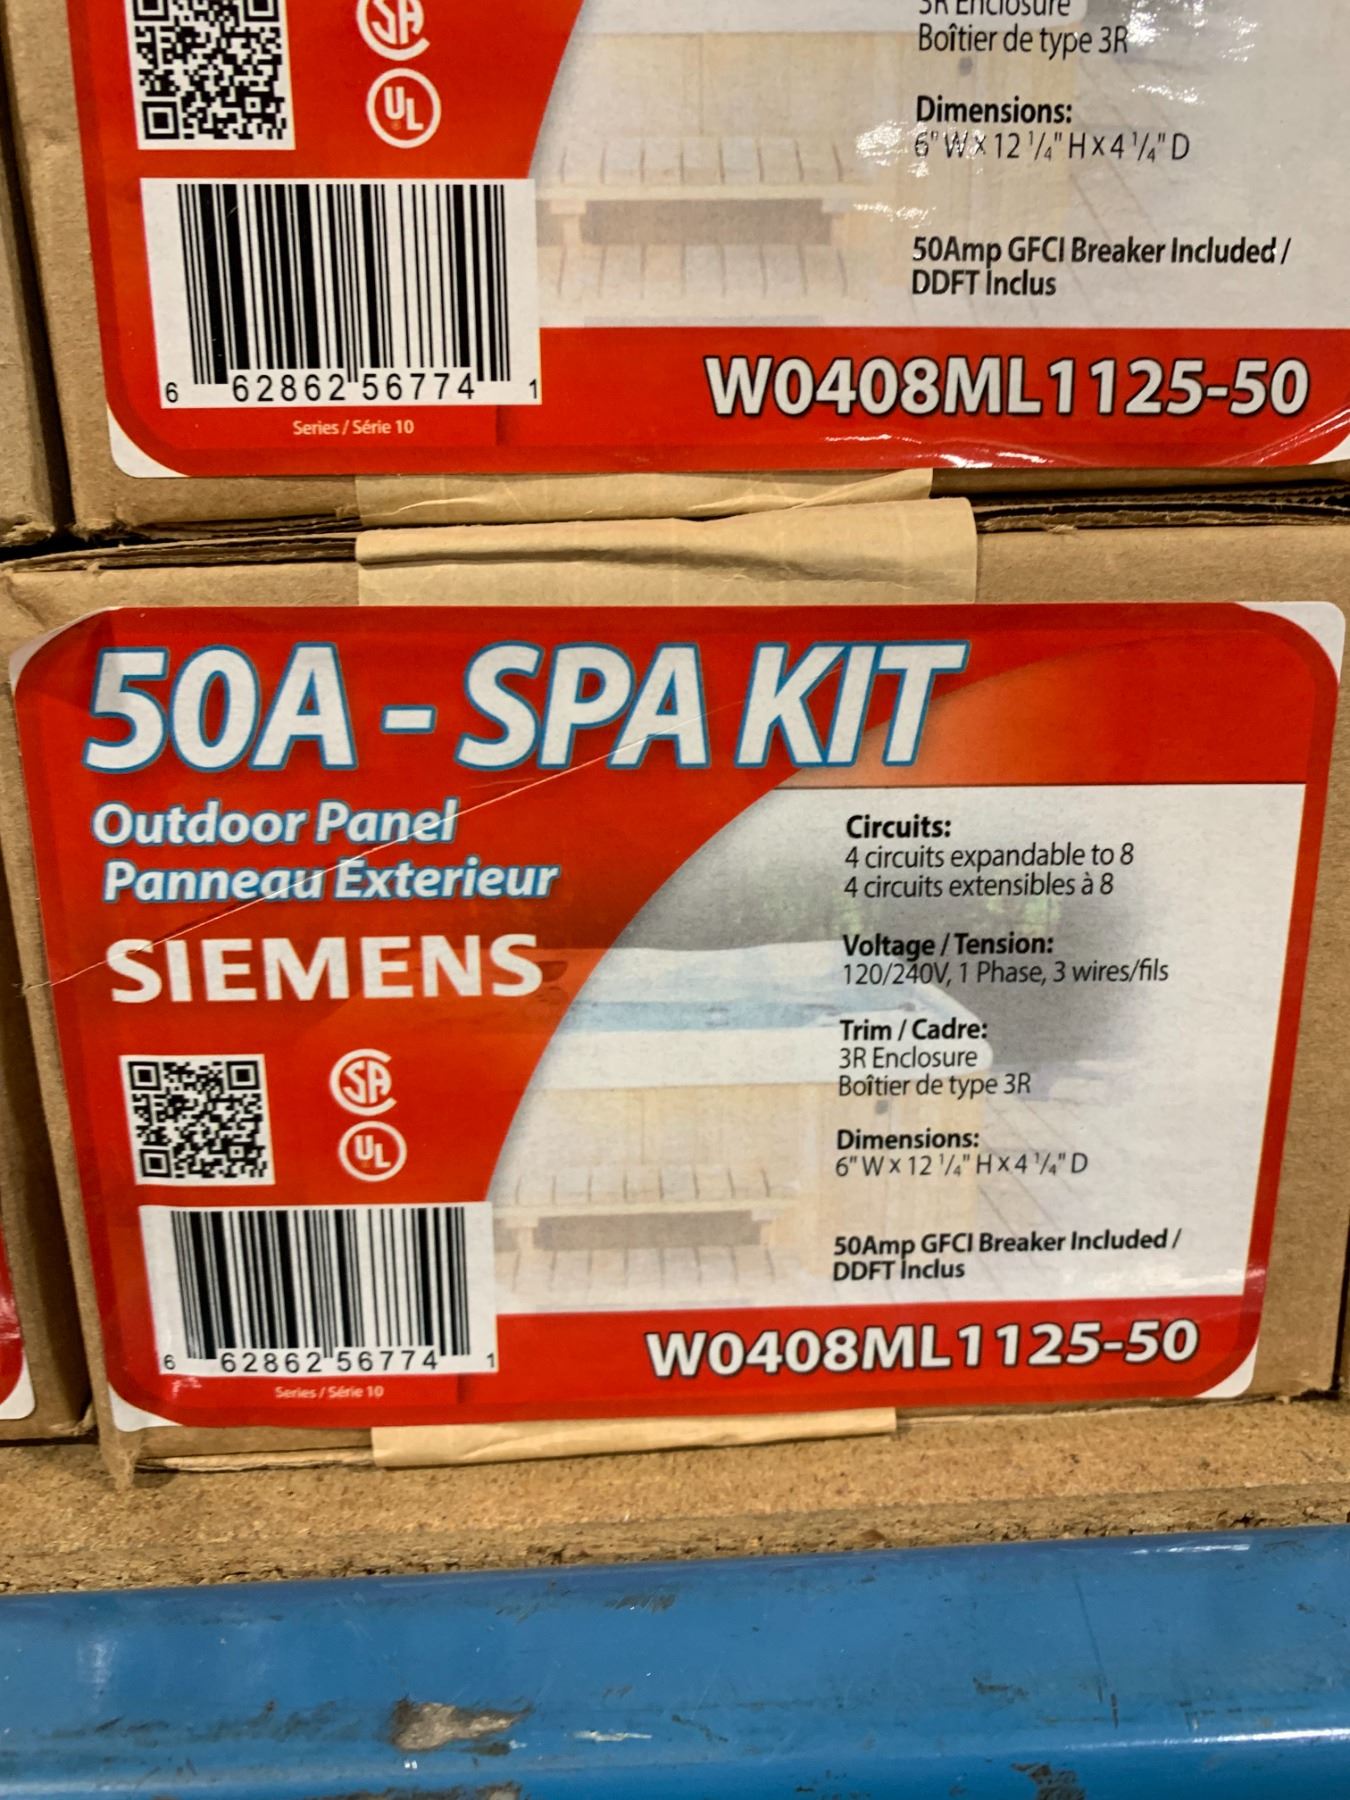 3R Enclosure
Boîtier de type 3R
Dimensions:
6" W x 12 1/4" H x 4 1/4" D
50Amp GFCI Breaker Included /
DDFT Inclus
SA
UL
6 62862 56774 1
Series / Série 10
W0408ML1125-50
50A - SPA KIT
Outdoor Panel
Panneau Exterieur
SIEMENS
SA
UL
6 62862 56774 1
Series / Série 10
Circuits:
4 circuits expandable to 8
4 circuits extensibles à 8
Voltage / Tension:
120/240V, 1 Phase, 3 wires/fils
Trim / Cadre:
3R Enclosure
Boîtier de type 3R
Dimensions:
6" W x 12 1/4" H x 4 1/4" D
50Amp GFCI Breaker Included /
DDFT Inclus
W0408ML1125-50